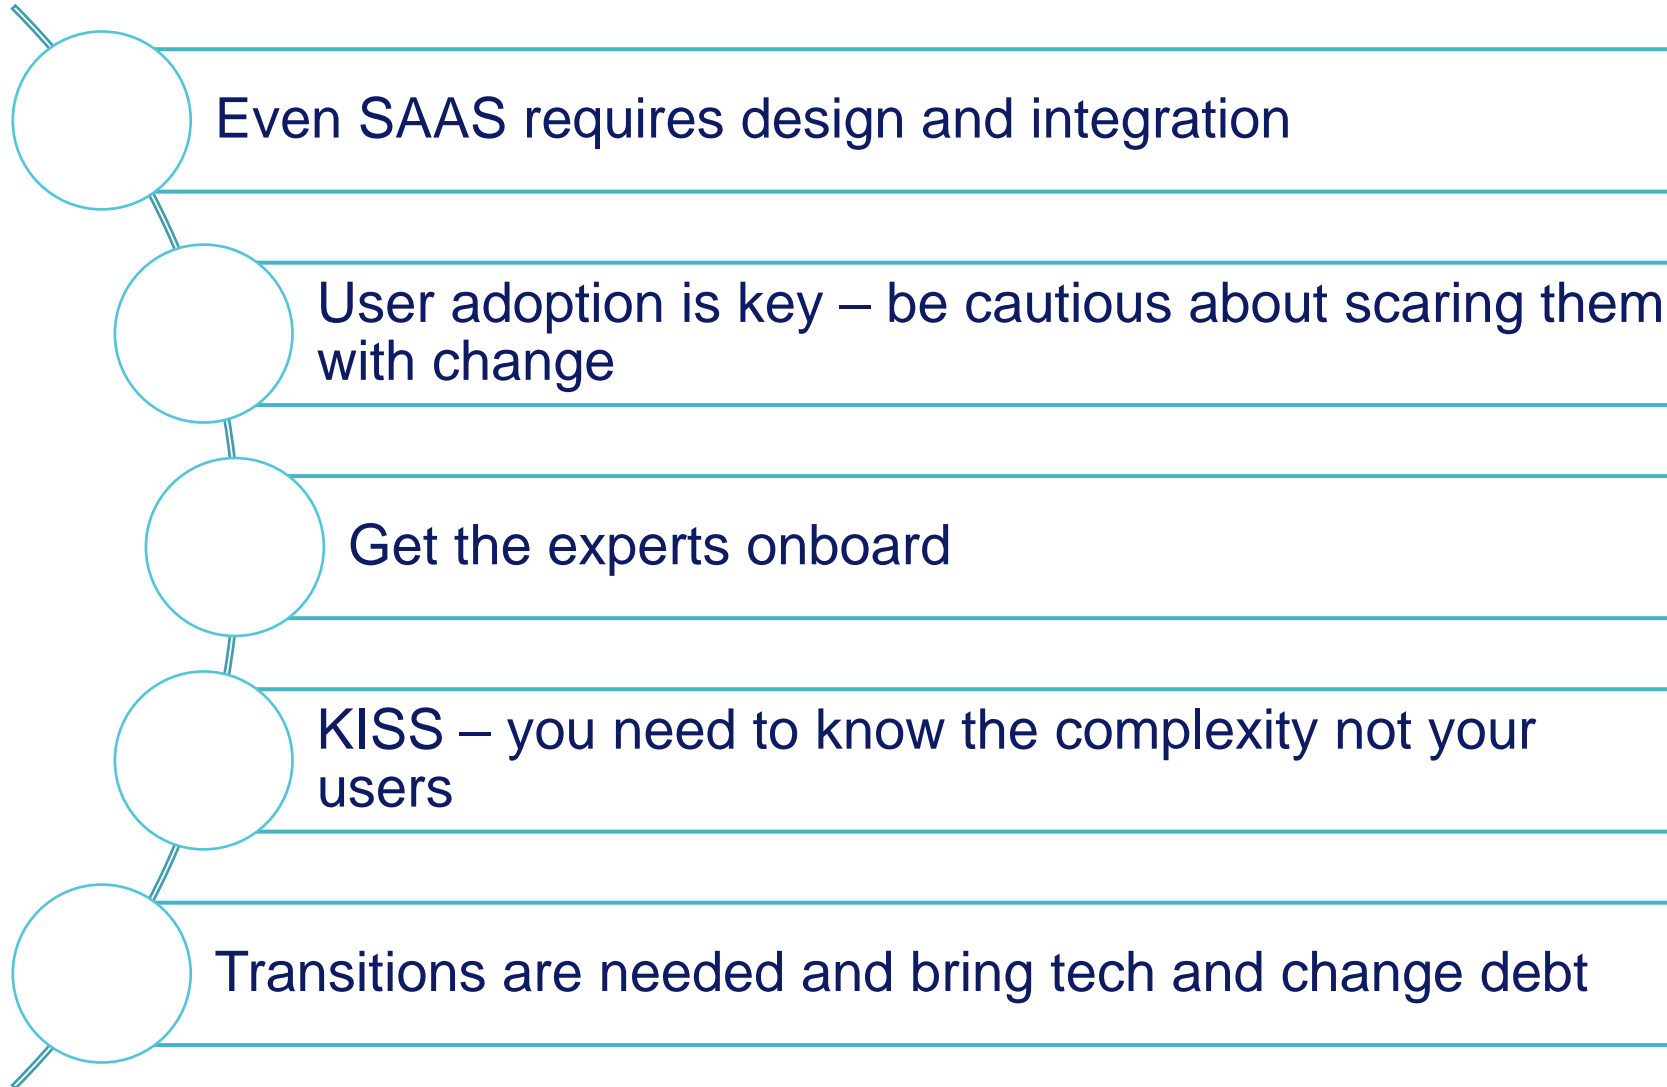 Even SAAS requires design and integration
User adoption is key – be cautious about scaring them
with change
Get the experts onboard
KISS – you need to know the complexity not your
users
Transitions are needed and bring tech and change debt